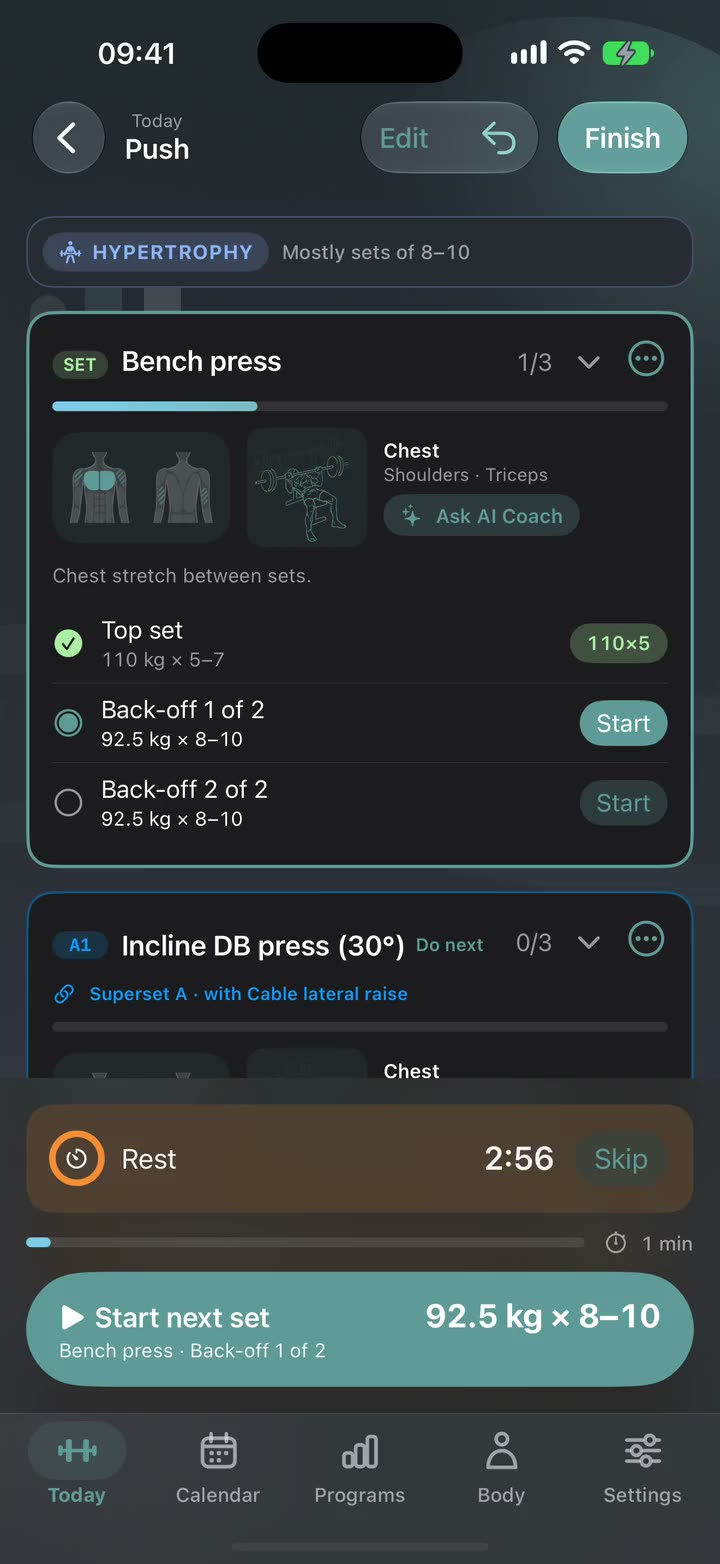 09:41
Today
Push
Edit
Finish
HYPERTROPHY Mostly sets of 8–10
SET Bench press 1/3
Chest
Shoulders · Triceps
Ask AI Coach
Chest stretch between sets.
Top set
110 kg × 5–7
110×5
Back-off 1 of 2
92.5 kg × 8–10
Start
Back-off 2 of 2
92.5 kg × 8–10
Start
A1 Incline DB press (30°) Do next 0/3
Superset A · with Cable lateral raise
Chest
Rest 2:56 Skip
1 min
Start next set 92.5 kg × 8–10
Bench press · Back-off 1 of 2
Today Calendar Programs Body Settings